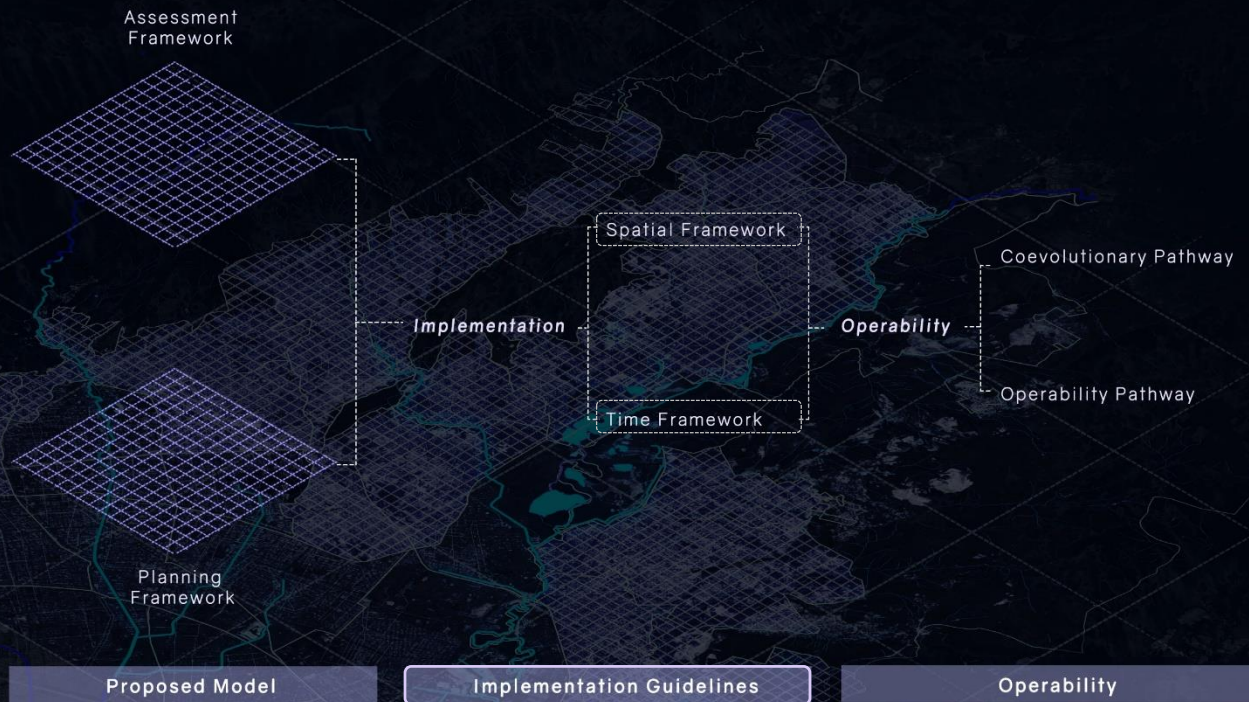 Assessment
Framework
Spatial Framework
Coevolutionary Pathway
Implementation
Operability
Operability Pathway
Time Framework
Planning
Framework
Proposed Model
Implementation Guidelines
Operability